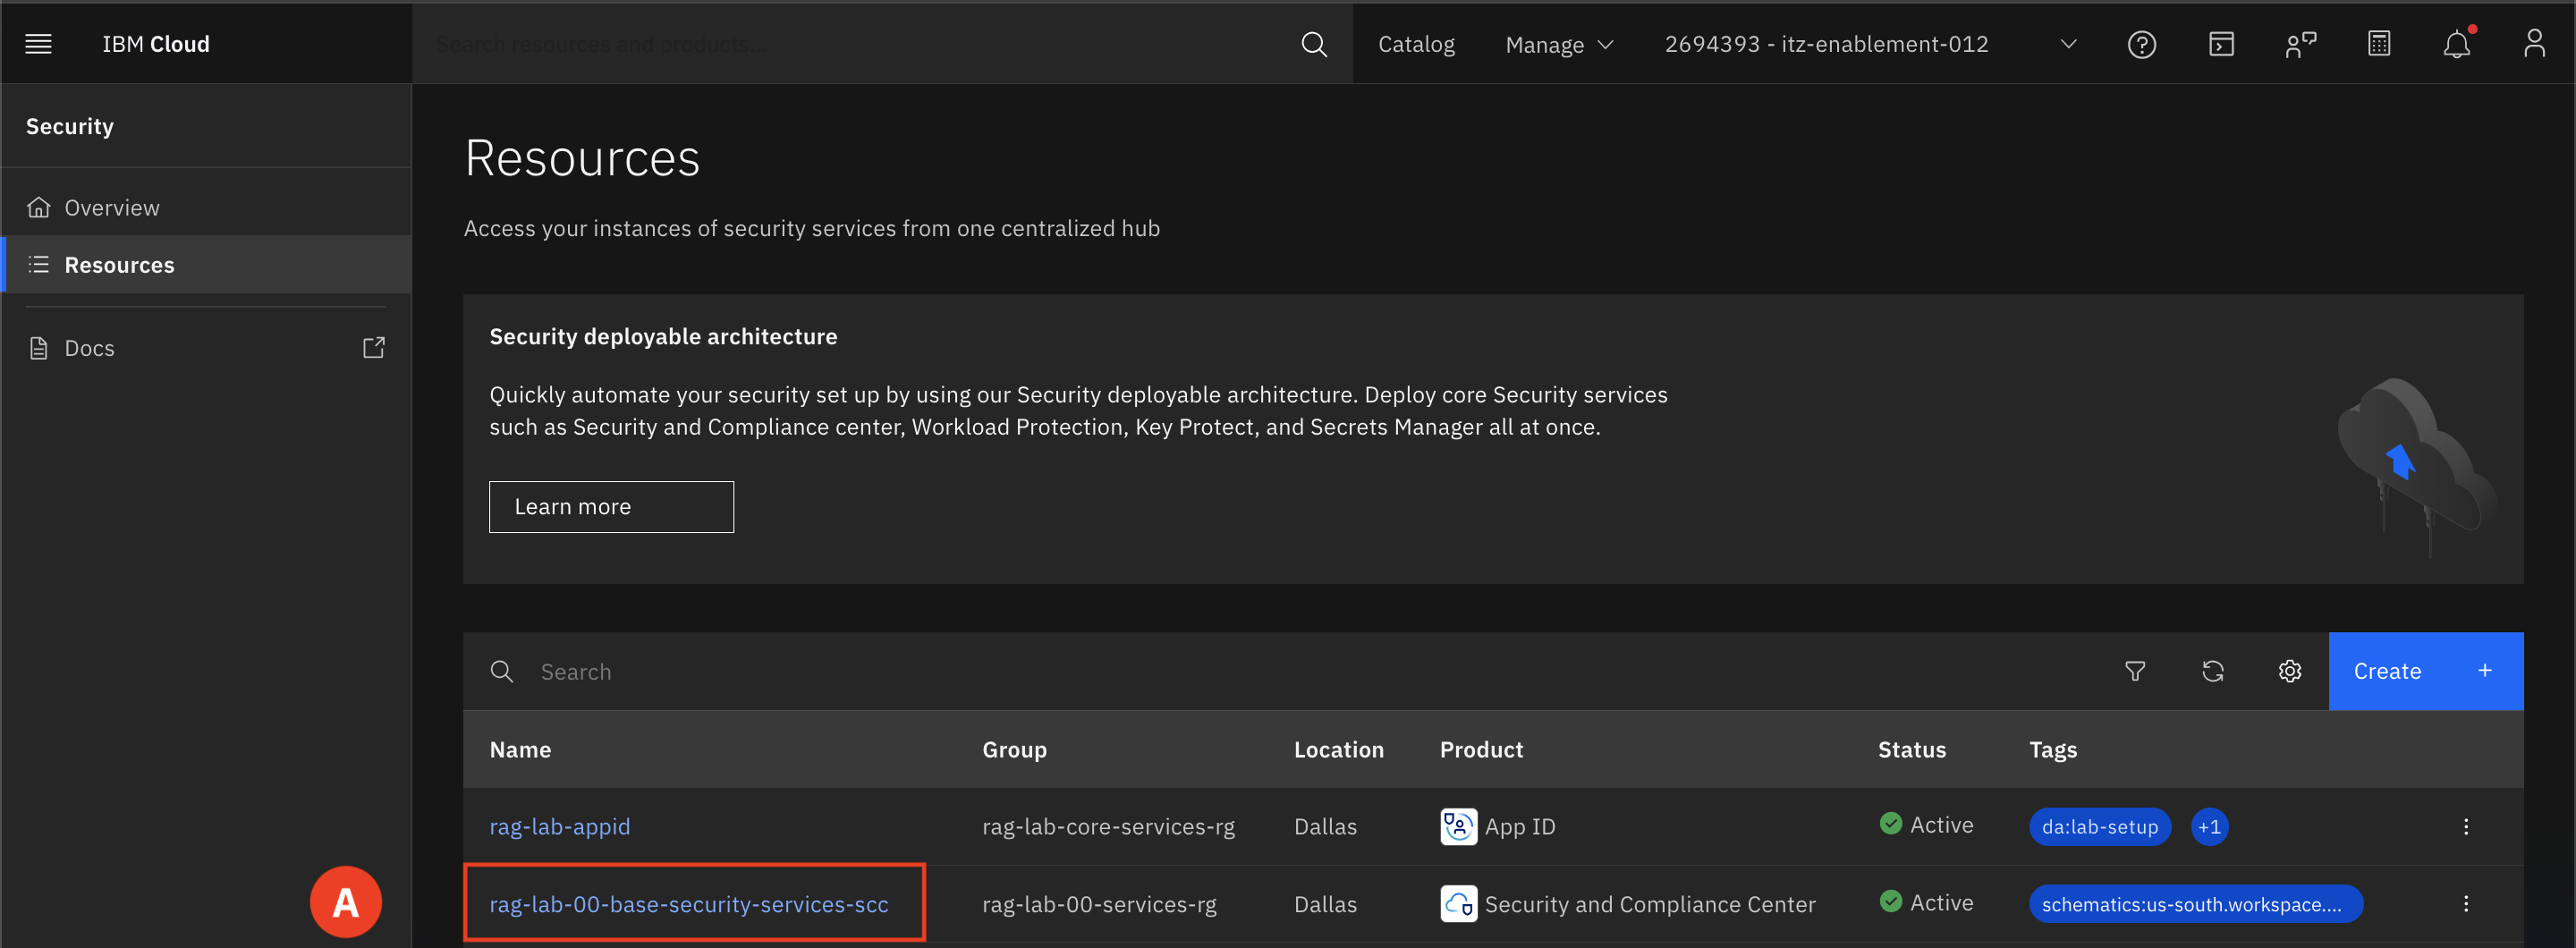 IBM Cloud
Search resources and products...
Catalog
Manage
2694393 - itz-enablement-012
Security
Overview
Resources
Docs
Resources
Access your instances of security services from one centralized hub
Security deployable architecture
Quickly automate your security set up by using our Security deployable architecture. Deploy core Security services
such as Security and Compliance center, Workload Protection, Key Protect, and Secrets Manager all at once.
Learn more
Search
Create +
Name Group Location Product Status Tags
rag-lab-appid rag-lab-core-services-rg Dallas App ID Active da:lab-setup +1
A
rag-lab-00-base-security-services-scc rag-lab-00-services-rg Dallas Security and Compliance Center Active schematics:us-south.workspace....